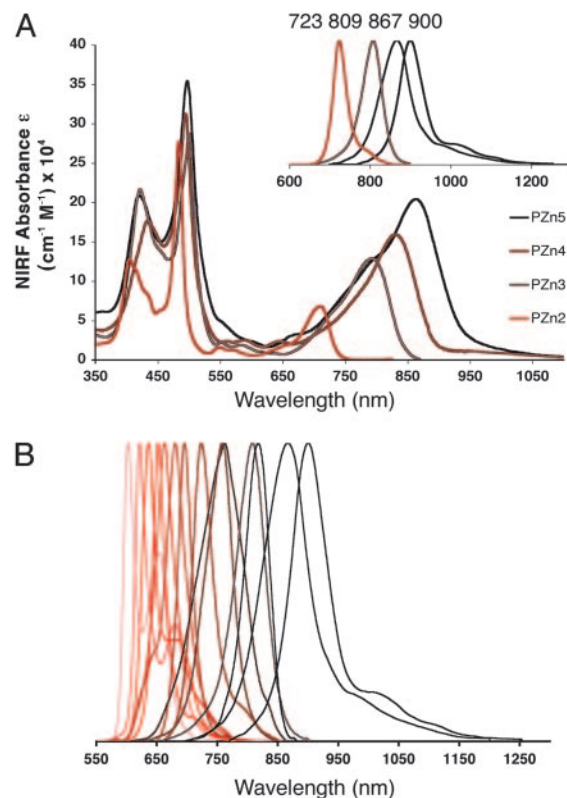 A
723 809 867 900
NIRF Absorbance ε
(cm⁻¹ M⁻¹) x 10⁴
40
35
30
25
20
15
10
5
0
600 800 1000 1200
PZn5
PZn4
PZn3
PZn2
350 450 550 650 750 850 950 1050
Wavelength (nm)
B
550 650 750 850 950 1050 1150 1250
Wavelength (nm)